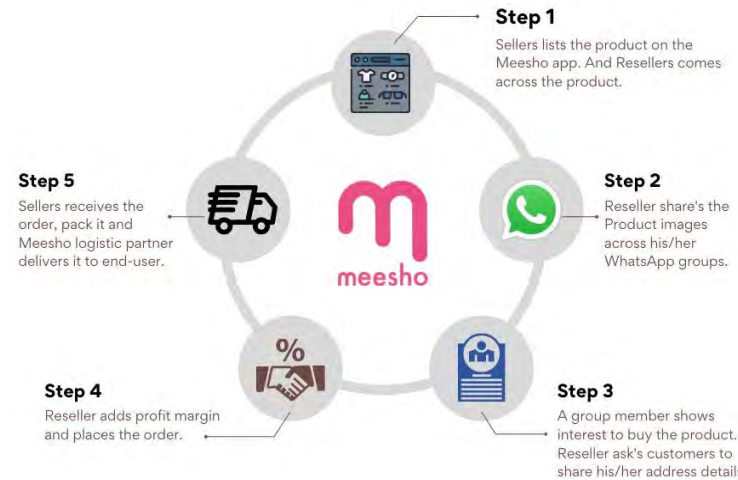 Step 1
Sellers lists the product on the
Meesho app. And Resellers comes
across the product.
Step 2
Reseller share's the
Product images
across his/her
WhatsApp groups.
Step 3
A group member shows
interest to buy the product.
Reseller ask's customers to
share his/her address detail
Step 4
Reseller adds profit margin
and places the order.
Step 5
Sellers receives the
order, pack it and
Meesho logistic partner
delivers it to end-user.
%
meesho